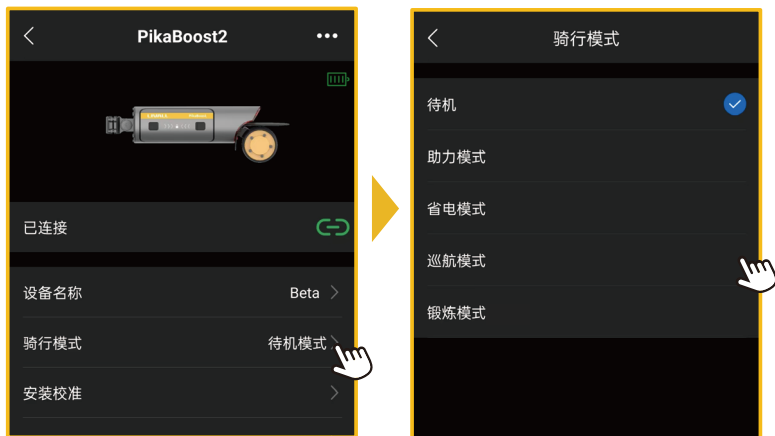 PikaBoost2
已连接
设备名称 Beta
骑行模式 待机模式
安装校准
骑行模式
待机
助力模式
省电模式
巡航模式
锻炼模式